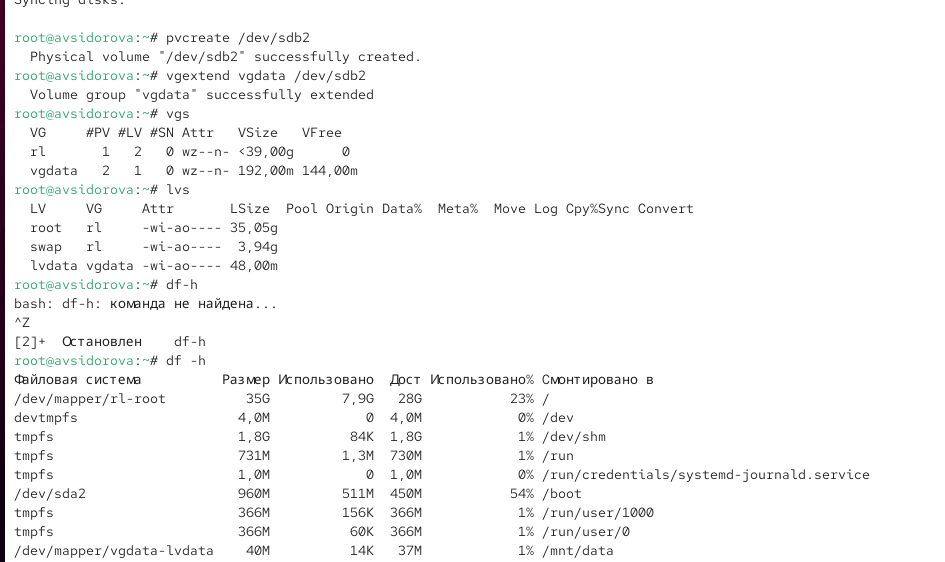 Syncing disks.
root@avsidorova:~# pvcreate /dev/sdb2
  Physical volume "/dev/sdb2" successfully created.
root@avsidorova:~# vgextend vgdata /dev/sdb2
  Volume group "vgdata" successfully extended
root@avsidorova:~# vgs
  VG     #PV #LV #SN Attr   VSize   VFree
  rl       1   2   0 wz--n- <39,00g      0
  vgdata   2   1   0 wz--n- 192,00m 144,00m
root@avsidorova:~# lvs
  LV     VG     Attr       LSize  Pool Origin Data%  Meta%  Move Log Cpy%Sync Convert
  root   rl     -wi-ao---- 35,05g
  swap   rl     -wi-ao----  3,94g
  lvdata vgdata -wi-ao---- 48,00m
root@avsidorova:~# df-h
bash: df-h: команда не найдена...
^Z
[2]+  Остановлен    df-h
root@avsidorova:~# df -h
Файловая система          Размер Использовано  Дост Использовано% Смонтировано в
/dev/mapper/rl-root          35G         7,9G   28G           23% /
devtmpfs                    4,0M            0  4,0M            0% /dev
tmpfs                       1,8G          84K  1,8G            1% /dev/shm
tmpfs                       731M         1,3M  730M            1% /run
tmpfs                       1,0M            0  1,0M            0% /run/credentials/systemd-journald.service
/dev/sda2                   960M         511M  450M           54% /boot
tmpfs                       366M         156K  366M            1% /run/user/1000
tmpfs                       366M          60K  366M            1% /run/user/0
/dev/mapper/vgdata-lvdata    40M          14K   37M            1% /mnt/data